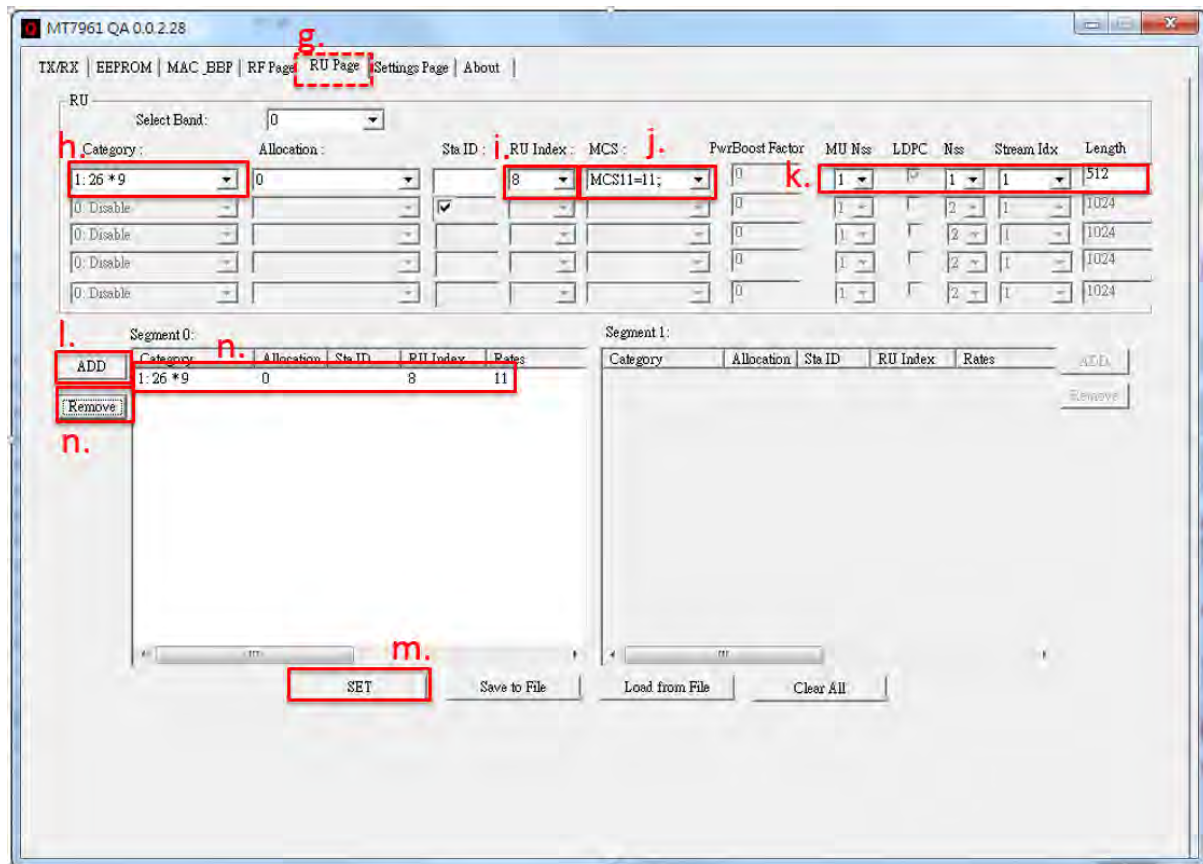 MT7961 QA 0.0.2.28
g.
TX/RX | EEPROM | MAC_BBP | RF Page | RU Page | Settings Page | About |
RU
Select Band: 0
h. i. j.
Category : Allocation : Sta ID : RU Index : MCS : PwrBoost Factor MU Nss LDPC Nss Stream Idx Length
k.
1: 26 *9 0 8 MCS11=11; 0 1 1 1 512
0: Disable 0 1 2 1 1024
0: Disable 0 1 2 1 1024
0: Disable 0 1 2 1 1024
0: Disable 0 1 2 1 1024
Segment 0: Segment 1:
l. n.
ADD Category Allocation Sta ID RU Index Rates Category Allocation Sta ID RU Index Rates ADD
1: 26 *9 0 8 11
Remove Remove
n.
m.
SET Save to File Load from File Clear All